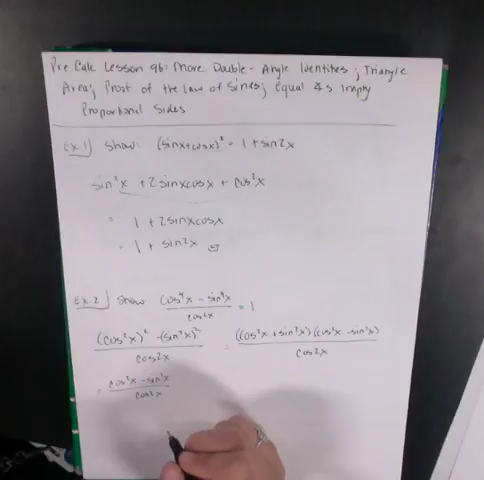 Pre Calc Lesson 96: More Double-Angle Identities; Triangle
Area; Proof of the Law of Sines; Equal ∡s Imply
Proportional Sides
Ex. 1) Show: (sinx+cosx)² = 1 + sin2x
sin²x + 2sinxcosx + cos²x
= 1 + 2sinxcosx
= 1 + sin2x
Ex. 2) Show (cos⁴x - sin⁴x)/cos2x = 1
((cos²x)² - (sin²x)²)/cos2x = ((cos²x + sin²x)(cos²x - sin²x))/cos2x
= (cos²x - sin²x)/cos2x